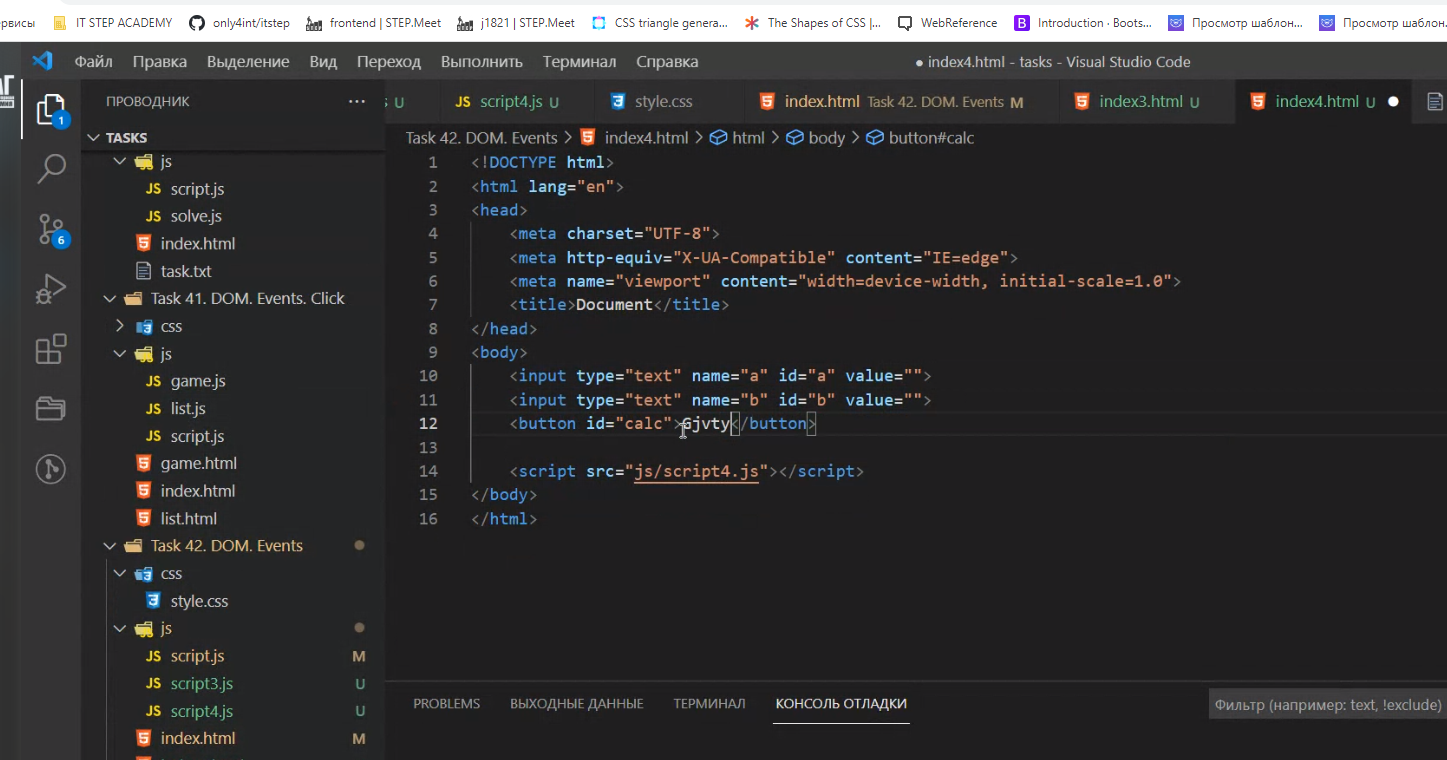 ервисы IT STEP ACADEMY only4int/itstep frontend | STEP.Meet j1821 | STEP.Meet CSS triangle genera... The Shapes of CSS |... WebReference Introduction · Boots... Просмотр шаблон... Просмотр шаблон
Файл Правка Выделение Вид Переход Выполнить Терминал Справка ● index4.html - tasks - Visual Studio Code
ПРОВОДНИК ··· s U JS script4.js U style.css index.html Task 42. DOM. Events M index3.html U index4.html U
1
TASKS
Task 42. DOM. Events > index4.html > html > body > button#calc
js
JS script.js
JS solve.js
index.html
task.txt
6
Task 41. DOM. Events. Click
css
js
JS game.js
JS list.js
JS script.js
game.html
index.html
list.html
Task 42. DOM. Events
css
style.css
js
JS script.js M
JS script3.js U
JS script4.js U
index.html M
1 <!DOCTYPE html>
2 <html lang="en">
3 <head>
4 <meta charset="UTF-8">
5 <meta http-equiv="X-UA-Compatible" content="IE=edge">
6 <meta name="viewport" content="width=device-width, initial-scale=1.0">
7 <title>Document</title>
8 </head>
9 <body>
10 <input type="text" name="a" id="a" value="">
11 <input type="text" name="b" id="b" value="">
12 <button id="calc">Gjvty</button>
13
14 <script src="js/script4.js"></script>
15 </body>
16 </html>
PROBLEMS ВЫХОДНЫЕ ДАННЫЕ ТЕРМИНАЛ КОНСОЛЬ ОТЛАДКИ Фильтр (например: text, !exclude)